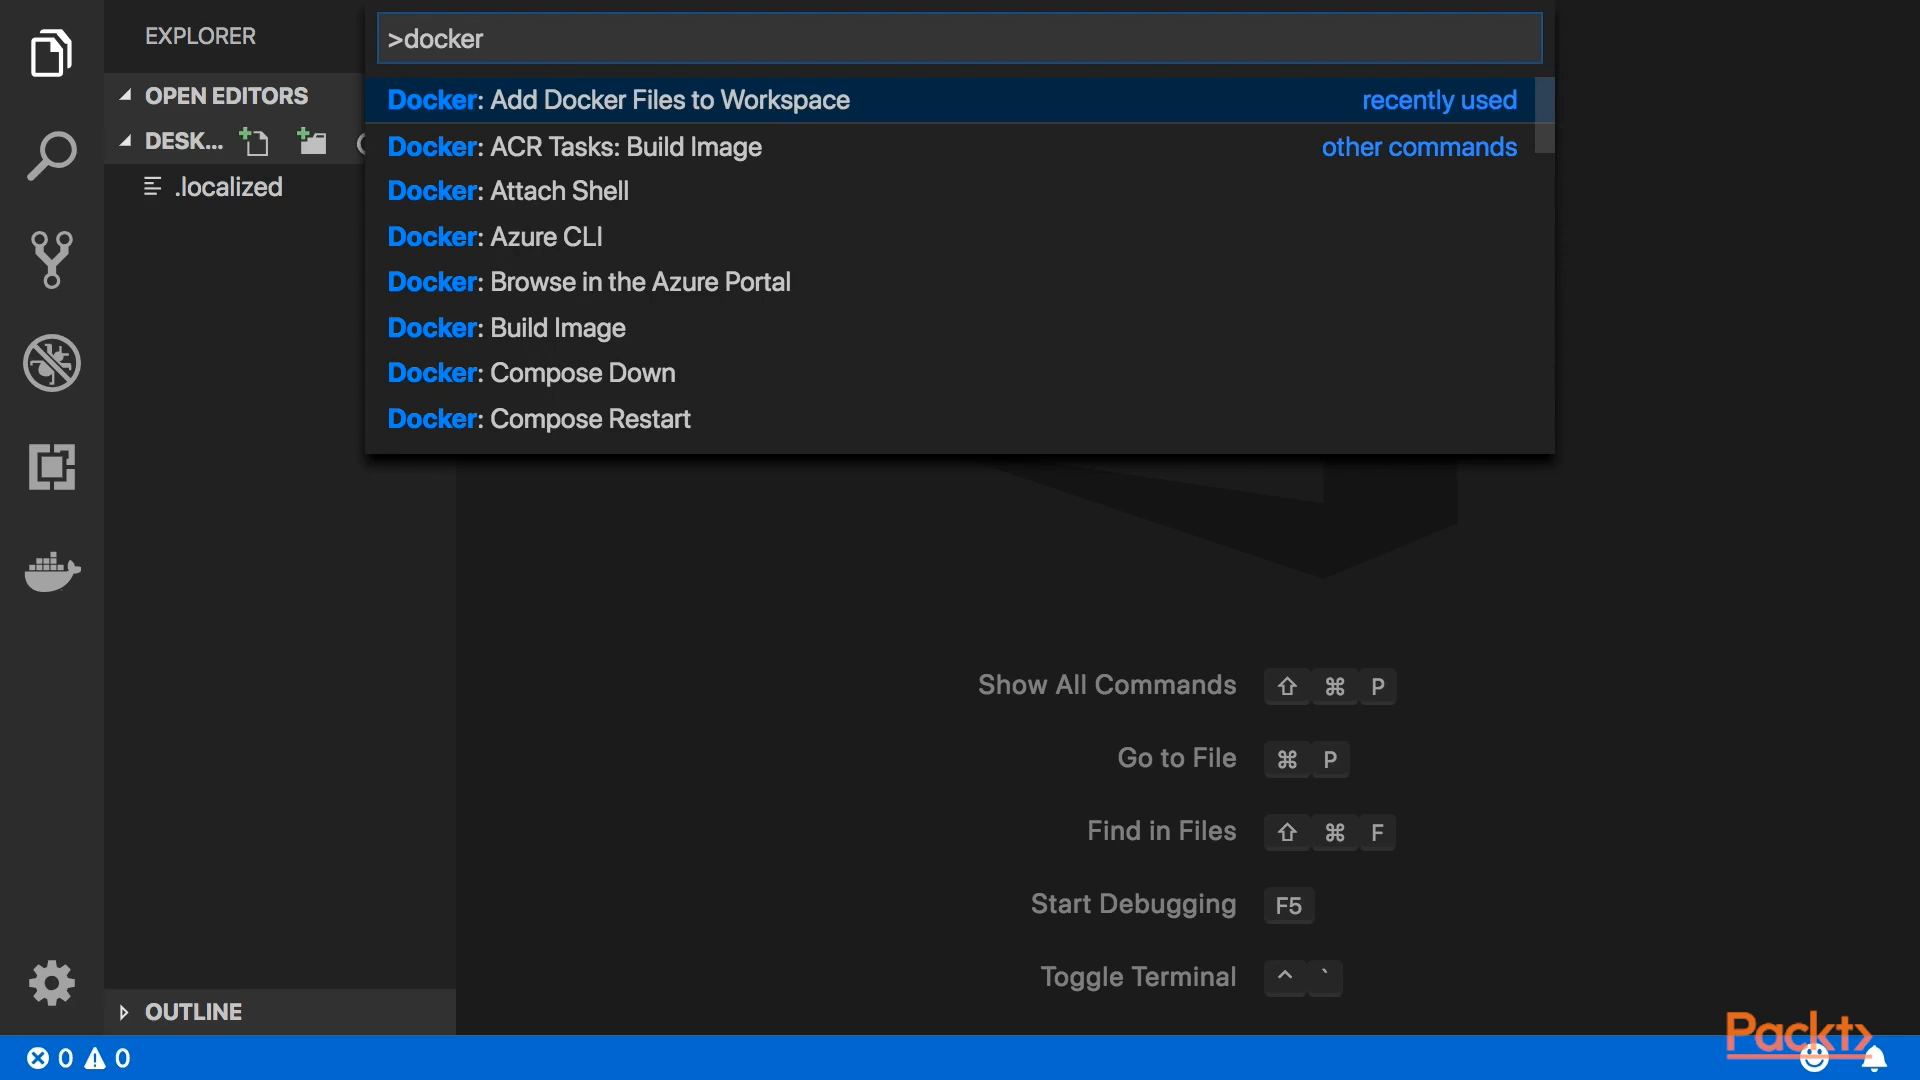 EXPLORER
OPEN EDITORS
DESK...
.localized
>docker
Docker: Add Docker Files to Workspace recently used
Docker: ACR Tasks: Build Image other commands
Docker: Attach Shell
Docker: Azure CLI
Docker: Browse in the Azure Portal
Docker: Build Image
Docker: Compose Down
Docker: Compose Restart
Show All Commands ⇧ ⌘ P
Go to File ⌘ P
Find in Files ⇧ ⌘ F
Start Debugging F5
Toggle Terminal ^ `
OUTLINE
0 0
Packt>